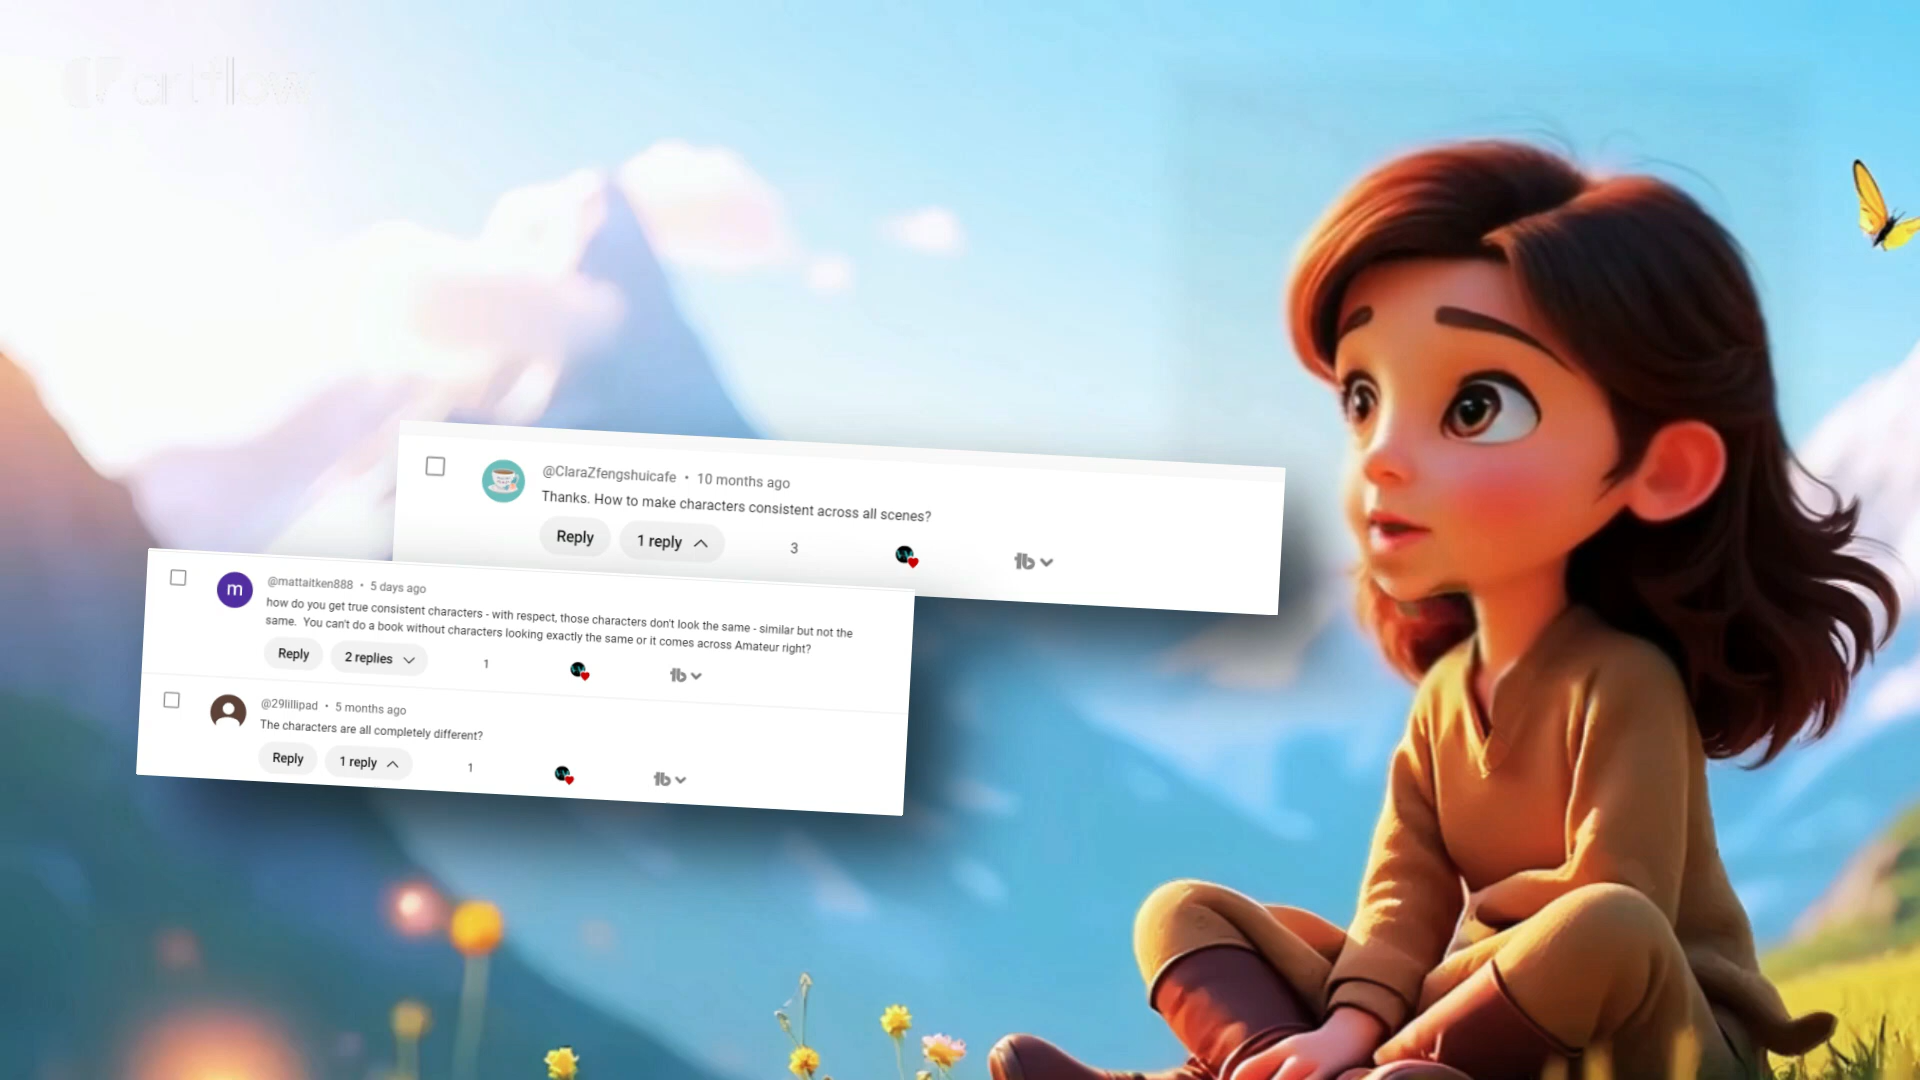 artflow
@ClaraZfengshuicafe • 10 months ago
Thanks. How to make characters consistent across all scenes?
Reply 1 reply 3
m @mattaitken888 • 5 days ago
how do you get true consistent characters - with respect, those characters don't look the same - similar but not the
same. You can't do a book without characters looking exactly the same or it comes across Amateur right?
Reply 2 replies 1
@29lillipad • 5 months ago
The characters are all completely different?
Reply 1 reply 1